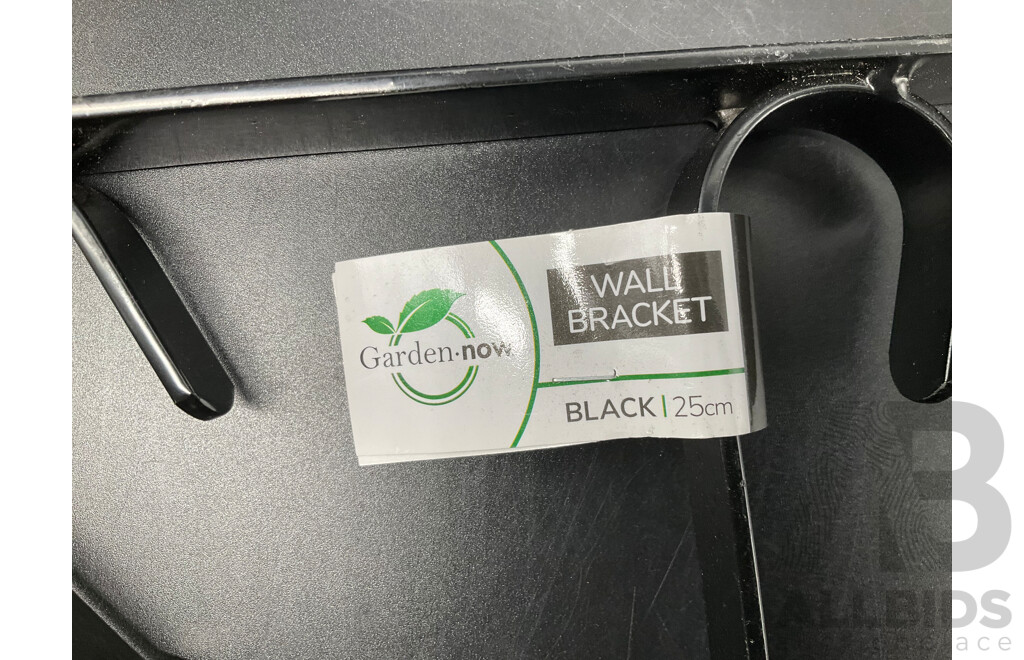 WALL
BRACKET
Garden·now
BLACK | 25cm
B
ALLBIDS